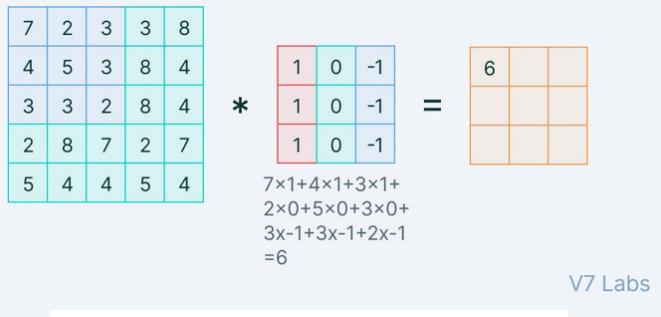 7 2 3 3 8
4 5 3 8 4
3 3 2 8 4
2 8 7 2 7
5 4 4 5 4
*
1 0 -1
1 0 -1
1 0 -1
=
6
7×1+4×1+3×1+
2×0+5×0+3×0+
3x-1+3x-1+2x-1
=6
V7 Labs